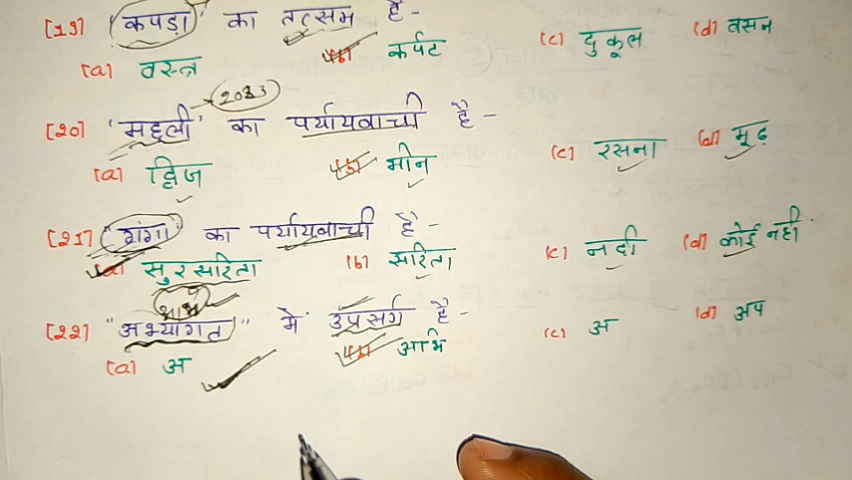 [19] "कपड़ा" का तत्सम है-
(a) वस्त्र (b) कर्पट (c) दुकूल (d) वसन
2023
[20] 'मछली' का पर्यायवाची है -
(a) द्विज (b) मीन (c) रसना (d) मूढ़
[21] "गंगा" का पर्यायवाची है-
(a) सुरसरिता (b) सरिता (c) नदी (d) कोई नही
[22] "अभ्यागत" में उपसर्ग है-
(a) अ (b) अभि (c) अ (d) अप